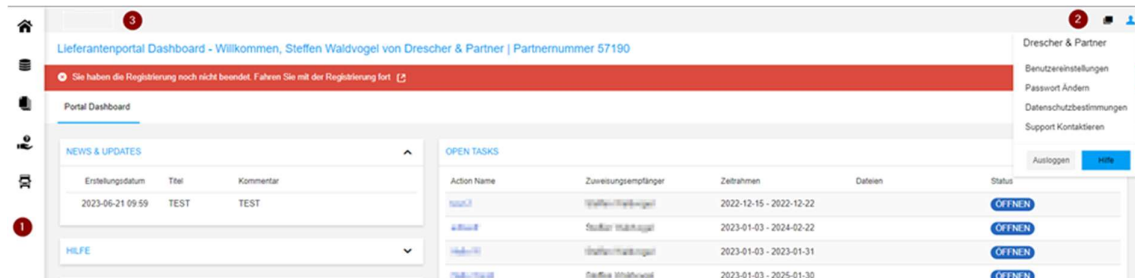 3
2
Lieferantenportal Dashboard - Willkommen, Steffen Waldvogel von Drescher & Partner | Partnernummer 57190
Drescher & Partner
Sie haben die Registrierung noch nicht beendet. Fahren Sie mit der Registrierung fort
Benutzereinstellungen
Passwort Ändern
Datenschutzbestimmungen
Support Kontaktieren
Ausloggen Hilfe
Portal Dashboard
NEWS & UPDATES
Erstellungsdatum Titel Kommentar
2023-06-21 09:59 TEST TEST
HILFE
OPEN TASKS
Action Name Zuweisungsempfänger Zeitrahmen Dateien Status
2022-12-15 - 2022-12-22 ÖFFNEN
2023-01-03 - 2024-02-22 ÖFFNEN
2023-01-03 - 2023-01-31 ÖFFNEN
2023-01-03 - 2025-01-30 ÖFFNEN
1